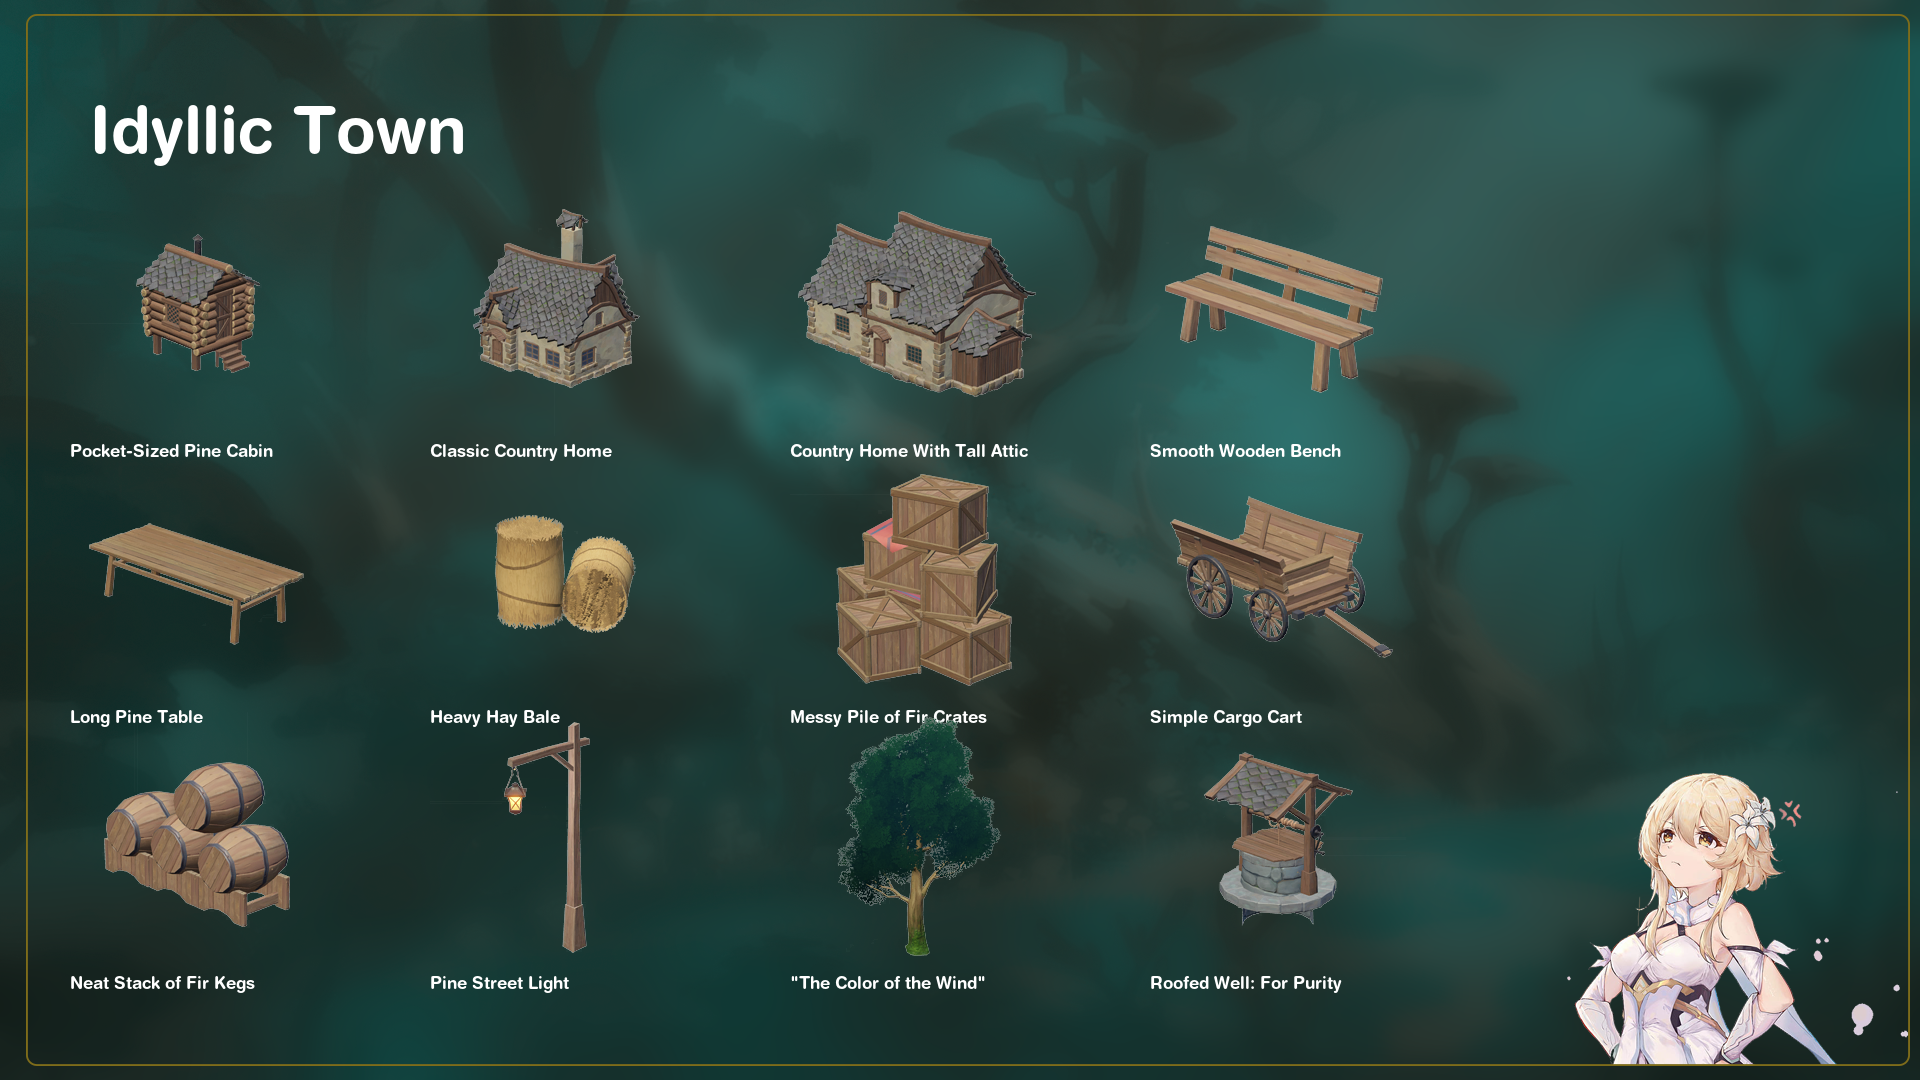 Idyllic Town
Pocket-Sized Pine Cabin
Classic Country Home
Country Home With Tall Attic
Smooth Wooden Bench
Long Pine Table
Heavy Hay Bale
Messy Pile of Fir Crates
Simple Cargo Cart
Neat Stack of Fir Kegs
Pine Street Light
"The Color of the Wind"
Roofed Well: For Purity